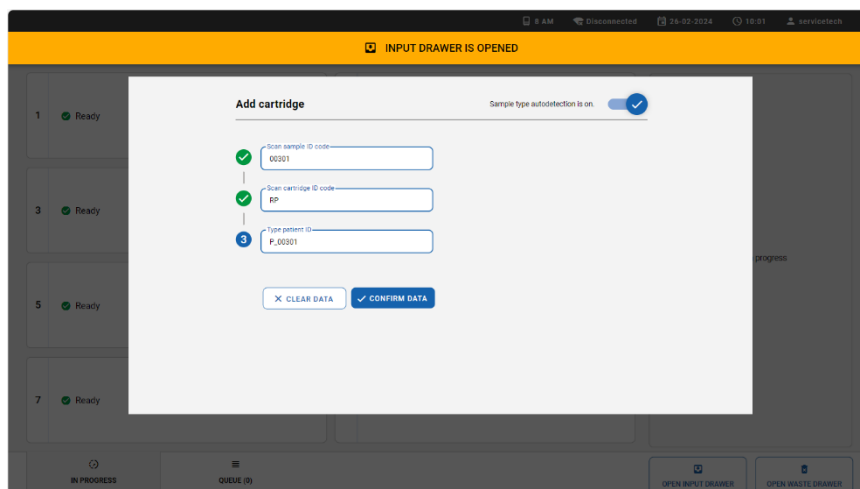 8 AM Disconnected 26-02-2024 10:01 servicetech
INPUT DRAWER IS OPENED
Add cartridge Sample type autodetection is on.
1 Ready
Scan sample ID code
00301
Scan cartridge ID code
RP
3 Ready
Type patient ID
3 P_00301
progress
CLEAR DATA CONFIRM DATA
5 Ready
7 Ready
IN PROGRESS QUEUE (0) OPEN INPUT DRAWER OPEN WASTE DRAWER